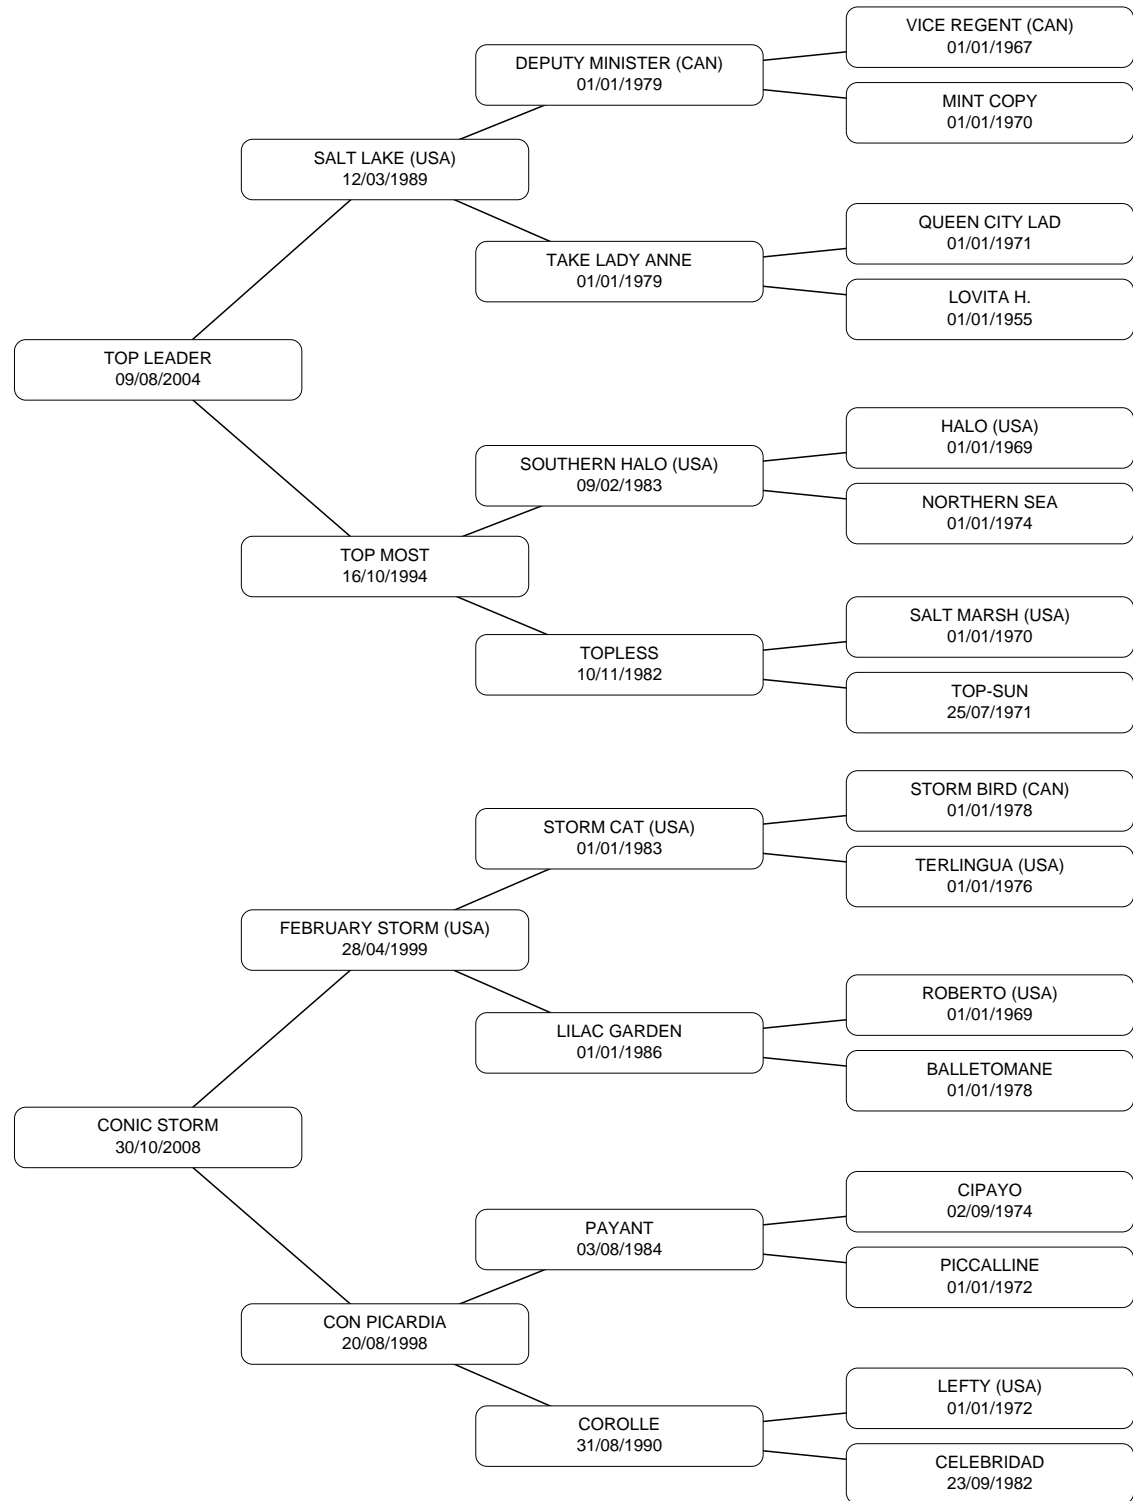 VICE REGENT (CAN)
01/01/1967
DEPUTY MINISTER (CAN)
01/01/1979
MINT COPY
01/01/1970
SALT LAKE (USA)
12/03/1989
QUEEN CITY LAD
01/01/1971
TAKE LADY ANNE
01/01/1979
LOVITA H.
01/01/1955
TOP LEADER
09/08/2004
HALO (USA)
01/01/1969
SOUTHERN HALO (USA)
09/02/1983
NORTHERN SEA
01/01/1974
TOP MOST
16/10/1994
SALT MARSH (USA)
01/01/1970
TOPLESS
10/11/1982
TOP-SUN
25/07/1971
STORM BIRD (CAN)
01/01/1978
STORM CAT (USA)
01/01/1983
TERLINGUA (USA)
01/01/1976
FEBRUARY STORM (USA)
28/04/1999
ROBERTO (USA)
01/01/1969
LILAC GARDEN
01/01/1986
BALLETOMANE
01/01/1978
CONIC STORM
30/10/2008
CIPAYO
02/09/1974
PAYANT
03/08/1984
PICCALLINE
01/01/1972
CON PICARDIA
20/08/1998
LEFTY (USA)
01/01/1972
COROLLE
31/08/1990
CELEBRIDAD
23/09/1982